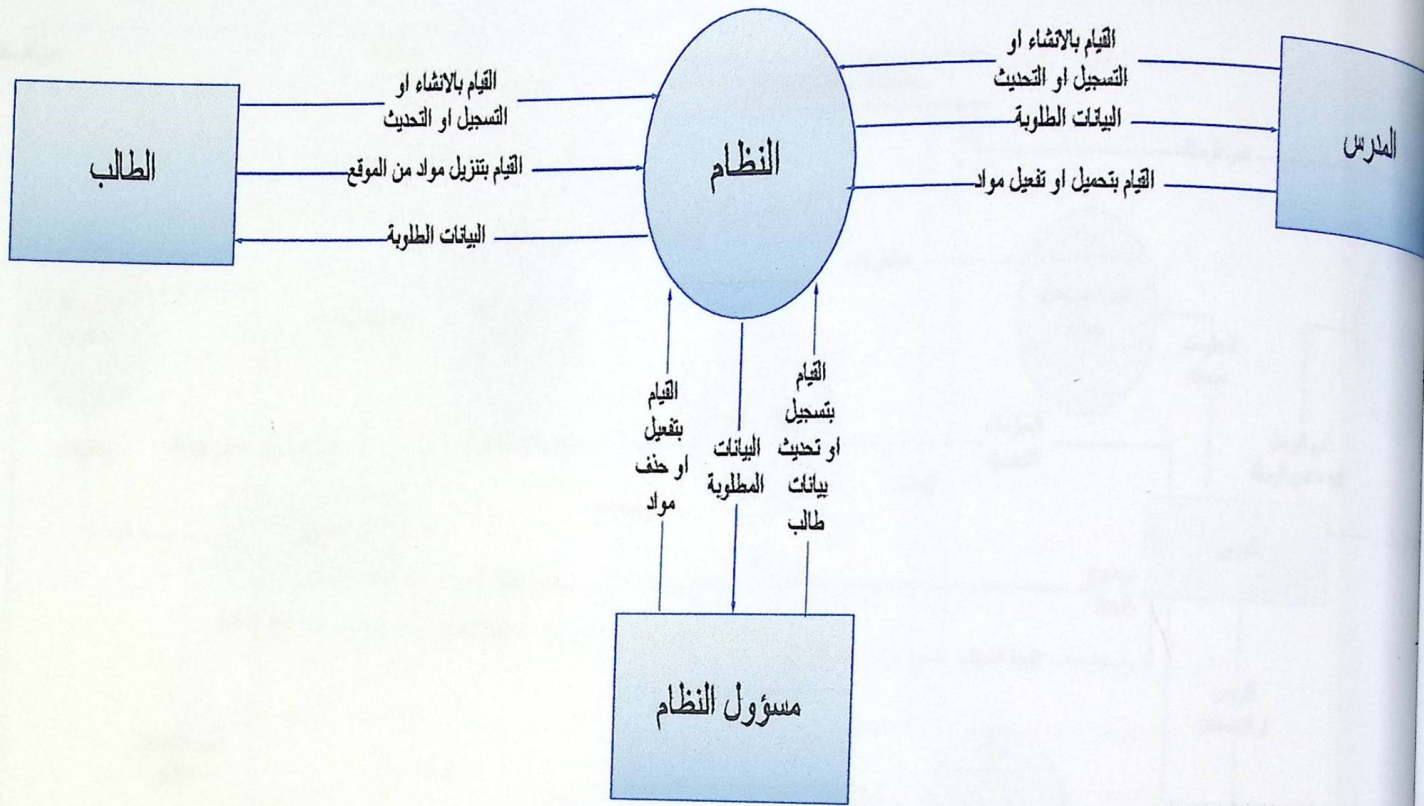 القيام بالانشاء او
التسجيل او التحديث
البيانات الطلوبة
القيام بتحميل او تفعيل مواد
المدرس
النظام
القيام بالانشاء او
التسجيل او التحديث
القيام بتنزيل مواد من الموقع
البيانات الطلوبة
الطالب
القيام
بتسجيل
او تحديث
بيانات
طالب
البيانات
المطلوبة
القيام
بتفعيل
او حذف
مواد
مسؤول النظام